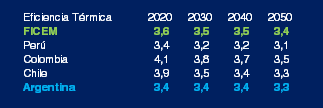 Eficiencia Térmica 2020 2030 2040 2050
FICEM 3,6 3,5 3,5 3,4
Perú 3,4 3,2 3,2 3,1
Colombia 4,1 3,8 3,7 3,5
Chile 3,9 3,5 3,4 3,3
Argentina 3,4 3,4 3,4 3,3